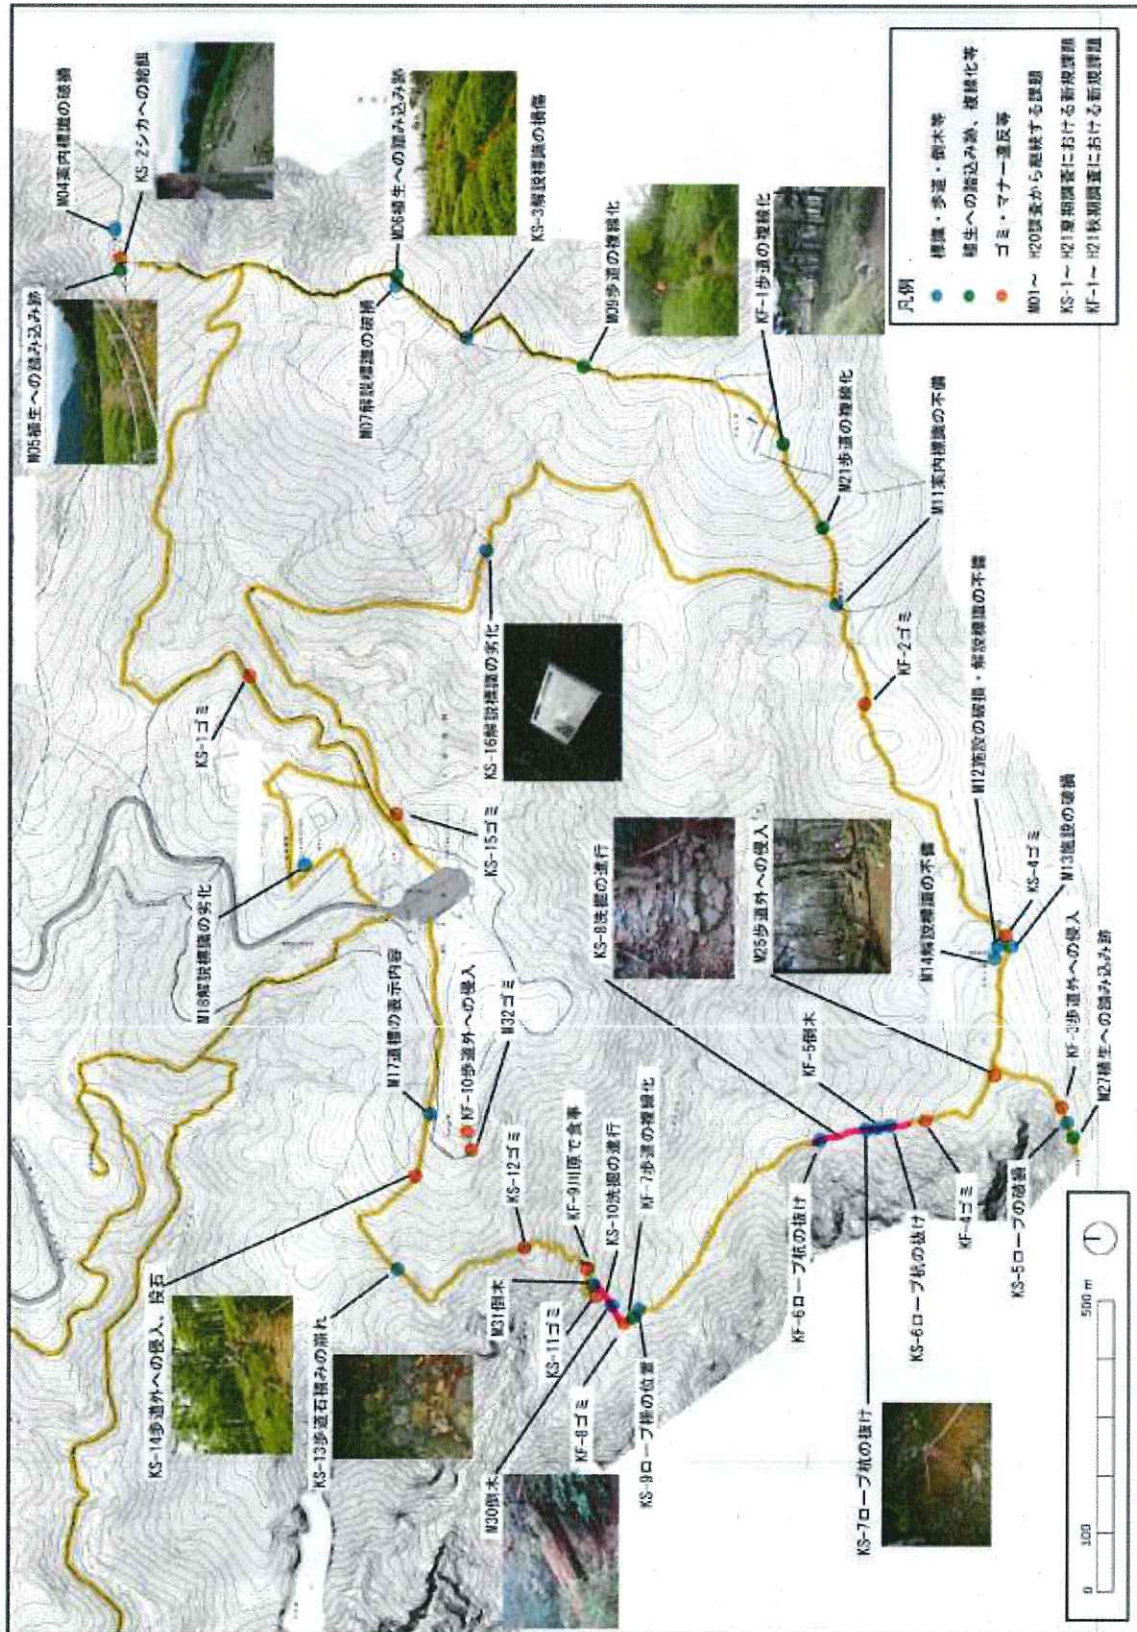 M04案内標識の破損
KS-2シカへの給餌
M05植生への踏み込み跡
M06植生への踏み込み跡
M07解説標識の破損
KS-3解説標識の損傷
M09歩道の複線化
KF-1歩道の複線化
M21歩道の複線化
M11案内標識の不備
KS-1ゴミ
KS-16解説標識の劣化
KF-2ゴミ
KS-15ゴミ
M18解説標識の劣化
M12施設の破損・解説標識の不備
KS-4ゴミ
M13施設の破損
M14解説標識の不備
KS-8洗掘の進行
M25歩道外への侵入
KF-3歩道外への侵入
M27植生への踏み込み跡
M17道標の表示内容
KF-10歩道外への侵入
M32ゴミ
KF-5倒木
KS-12ゴミ
KF-9川原で食事
KS-10洗掘の進行
KF-7歩道の複線化
KF-6ロープ杭の抜け
KS-6ロープ杭の抜け
KF-4ゴミ
KS-5ロープの破損
KS-14歩道外への侵入、投石
KS-13歩道石積みの崩れ
M31倒木
KS-11ゴミ
M30倒木
KF-8ゴミ
KS-9ロープ柵の位置
KS-7ロープ杭の抜け
凡例
標識・歩道・倒木等
植生への踏込み跡、複線化等
ゴミ・マナー違反等
M01~ H20調査から継続する課題
KS-1~ H21夏期調査における新規課題
KF-1~ H21秋期調査における新規課題
0 100 500 m